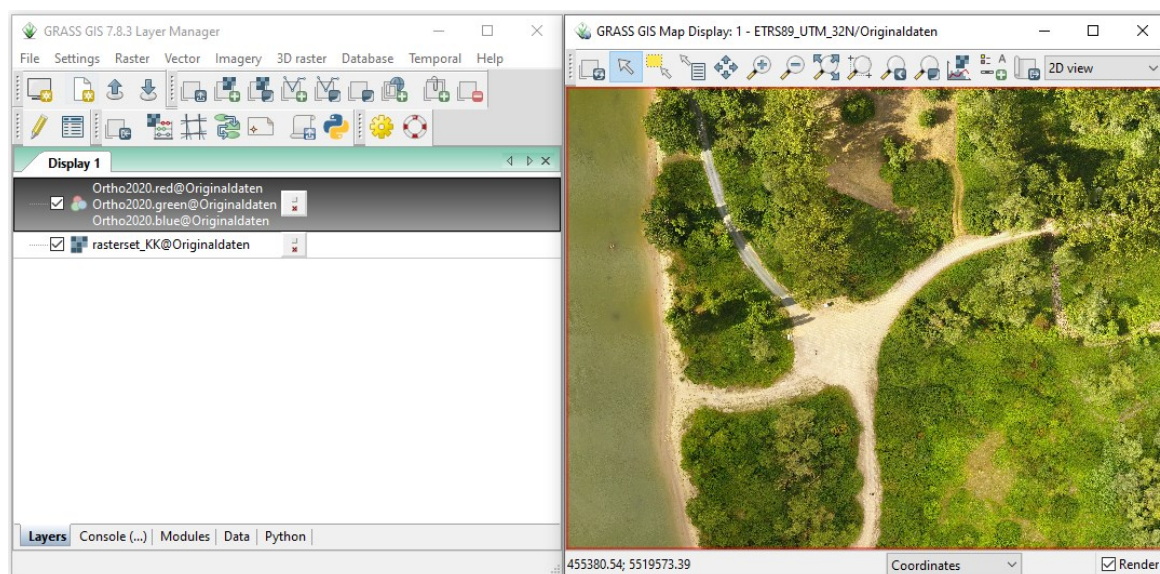 GRASS GIS 7.8.3 Layer Manager
File Settings Raster Vector Imagery 3D raster Database Temporal Help
Display 1
Ortho2020.red@Originaldaten
Ortho2020.green@Originaldaten
Ortho2020.blue@Originaldaten
rasterset_KK@Originaldaten
Layers Console (...) Modules Data Python
GRASS GIS Map Display: 1 - ETRS89_UTM_32N/Originaldaten
2D view
455380.54; 5519573.39
Coordinates
Render